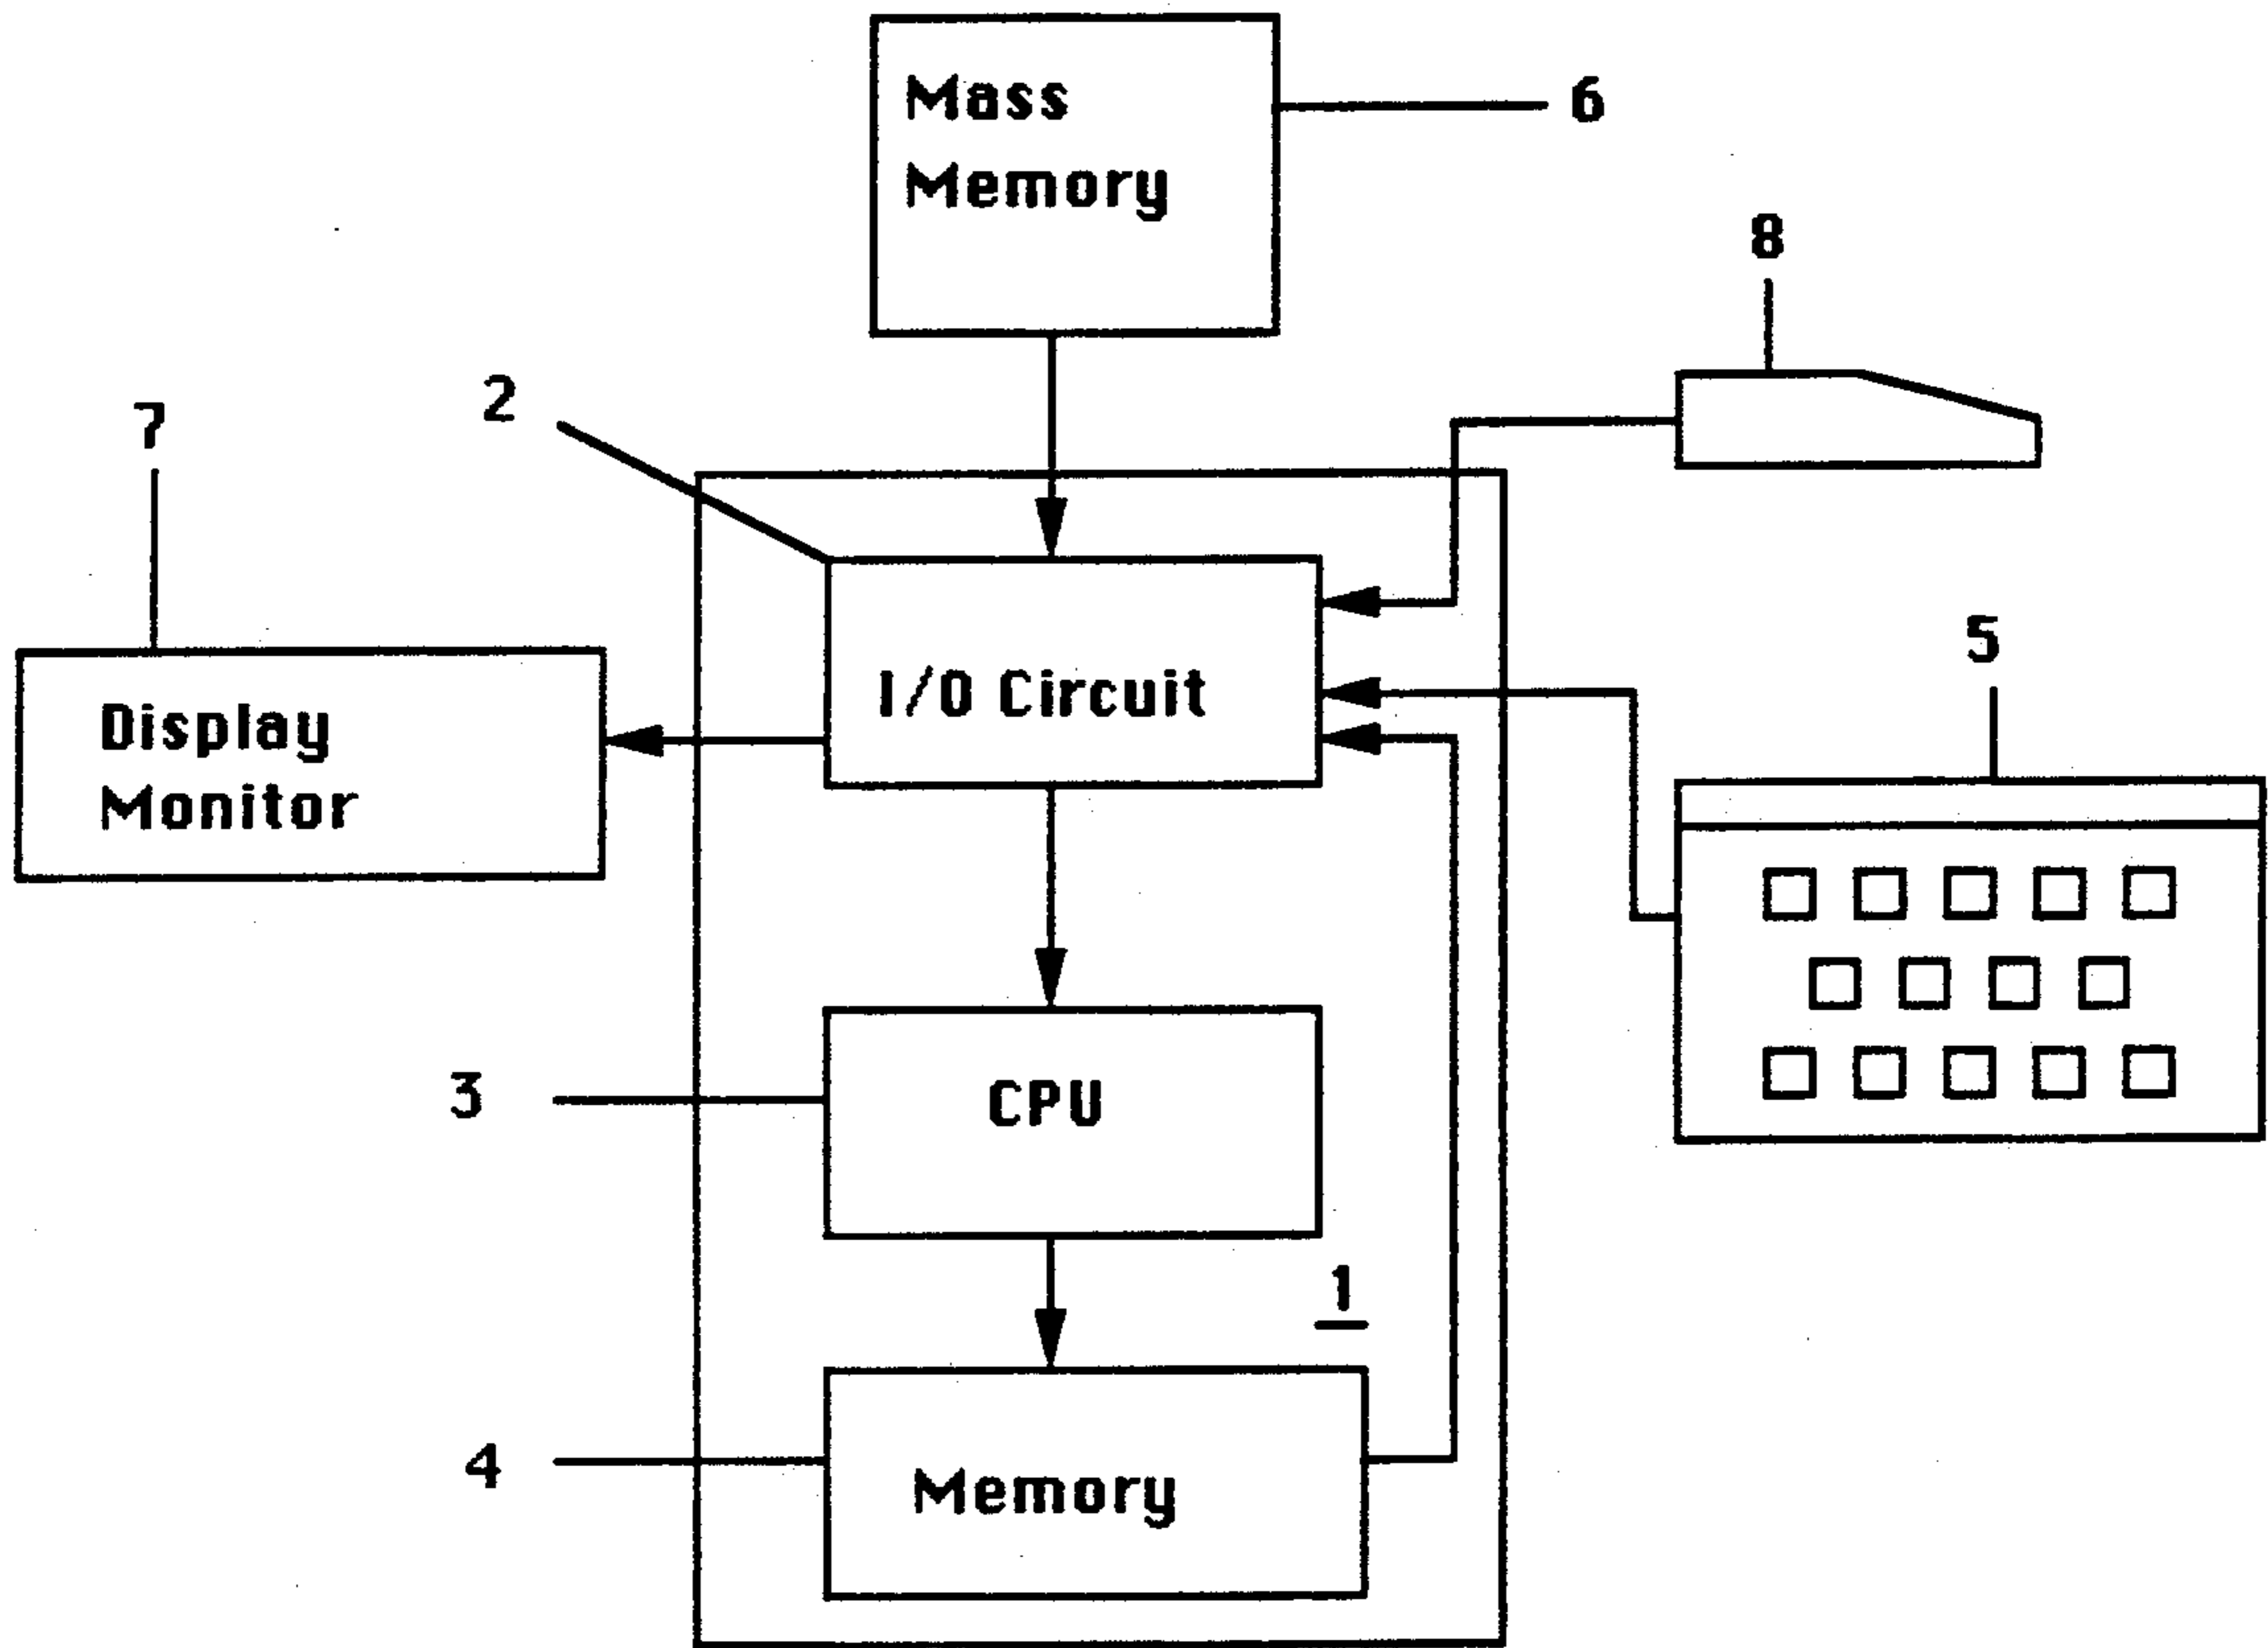 Mass
Memory
6
8
2
7
I/O Circuit
5
Display
Monitor
3
CPU
1
4
Memory